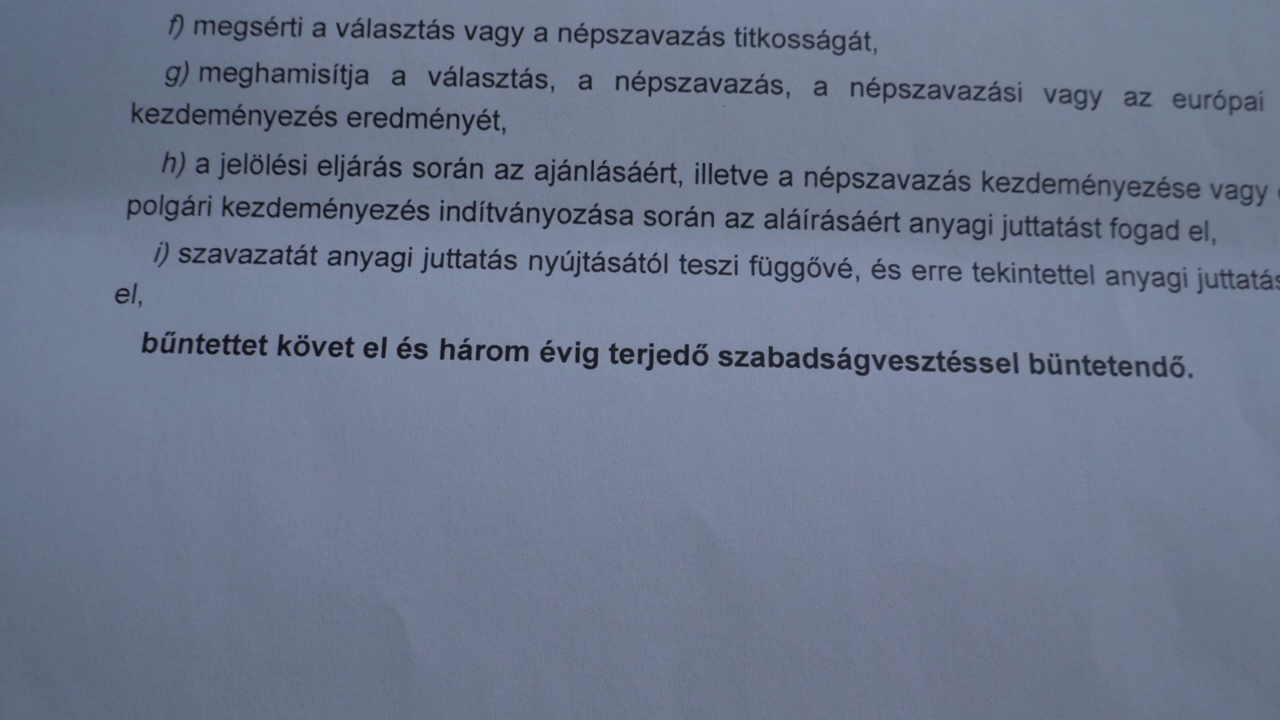 f) megsérti a választás vagy a népszavazás titkosságát,
g) meghamisítja a választás, a népszavazás, a népszavazási vagy az európai
kezdeményezés eredményét,
h) a jelölési eljárás során az ajánlásáért, illetve a népszavazás kezdeményezése vagy
polgári kezdeményezés indítványozása során az aláírásáért anyagi juttatást fogad el,
i) szavazatát anyagi juttatás nyújtásától teszi függővé, és erre tekintettel anyagi juttatás
el,
bűntettet követ el és három évig terjedő szabadságvesztéssel büntetendő.